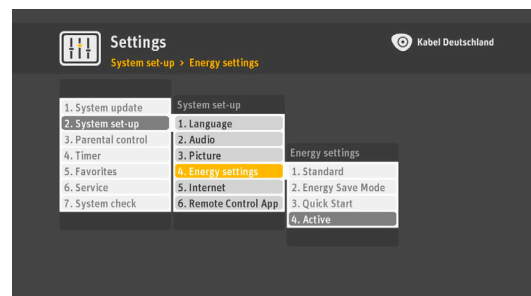 Settings
Kabel Deutschland
System set-up > Energy settings
1. System update
2. System set-up
3. Parental control
4. Timer
5. Favorites
6. Service
7. System check
System set-up
1. Language
2. Audio
3. Picture
4. Energy settings
5. Internet
6. Remote Control App
Energy settings
1. Standard
2. Energy Save Mode
3. Quick Start
4. Active